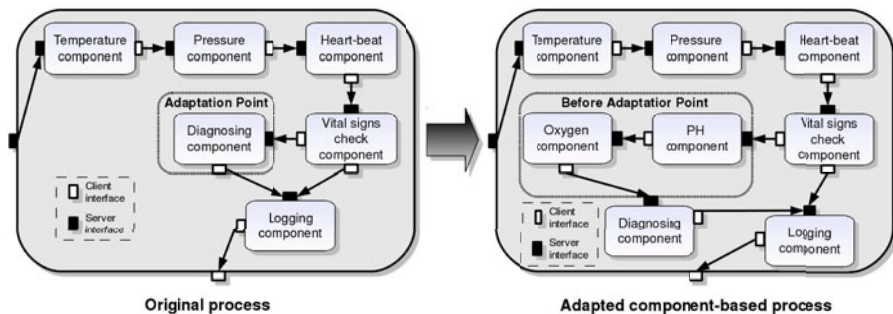 Temperature
component
Pressure
component
Heart-beat
component
Adaptation Point
Diagnosing
component
Vital signs
check
component
Client
interface
Server
interface
Logging
component
Original process
Temperature
component
Pressure
component
Heart-beat
component
Before Adaptatior Point
Oxygen
component
PH
component
Vital signs
check
component
Client
interface
Server
interface
Diagnosing
component
Logging
component
Adapted component-based process